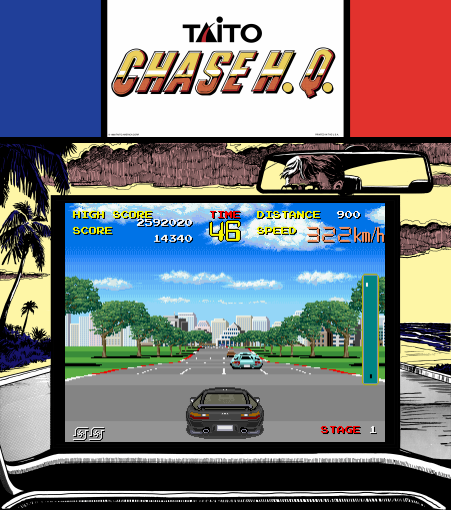 TAITO
CHASE H.Q.
HIGH SCORE
2592020
TIME
DISTANCE 900
SCORE
14340
46
SPEED 322km/h
STAGE 1